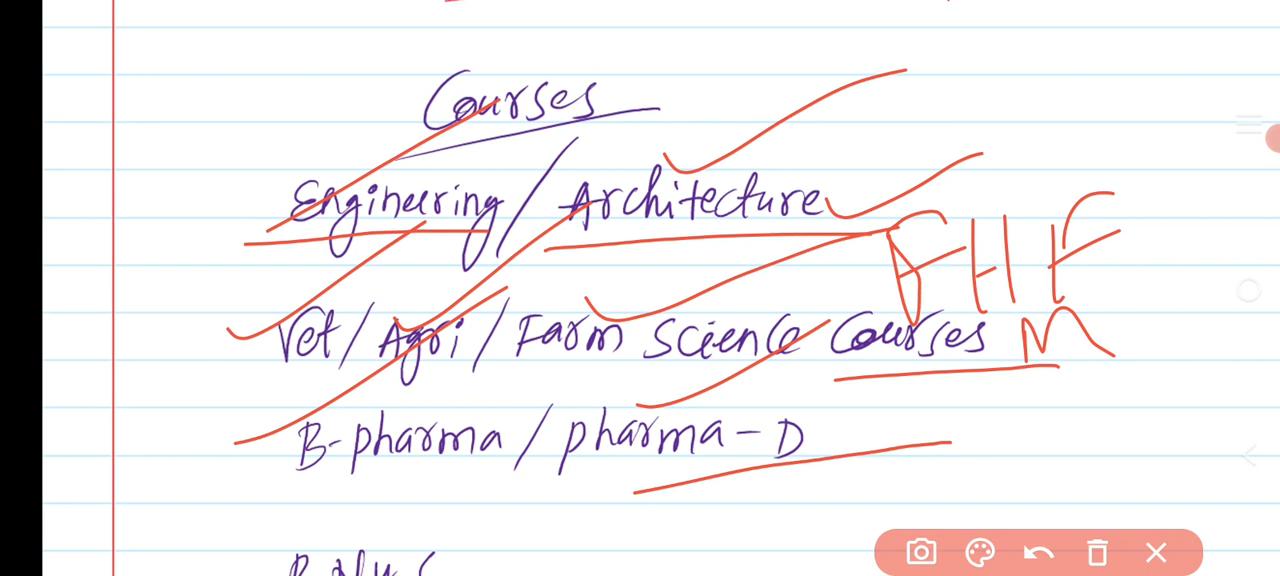 Courses
Engineering / Architecture
Vet / Agri / Farm Science Courses
B-pharma / pharma-D